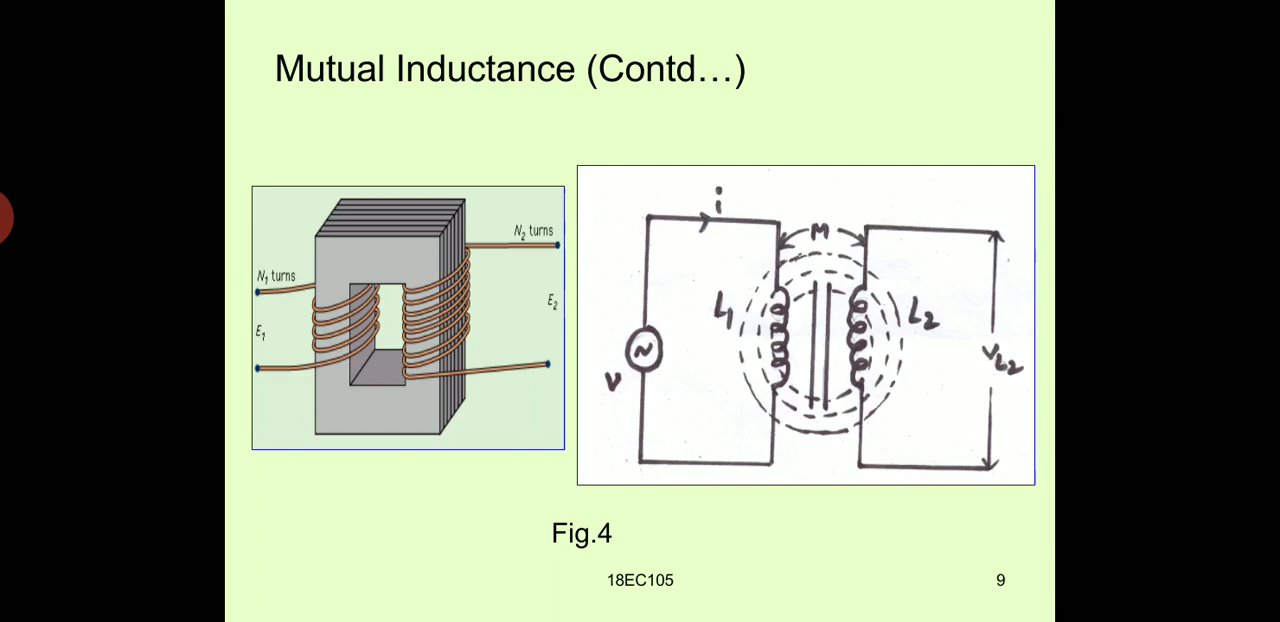 Mutual Inductance (Contd...)
N₂ turns
N₁ turns
E₂
E₁
i
M
L₁
L₂
V
VL2
Fig.4
18EC105
9